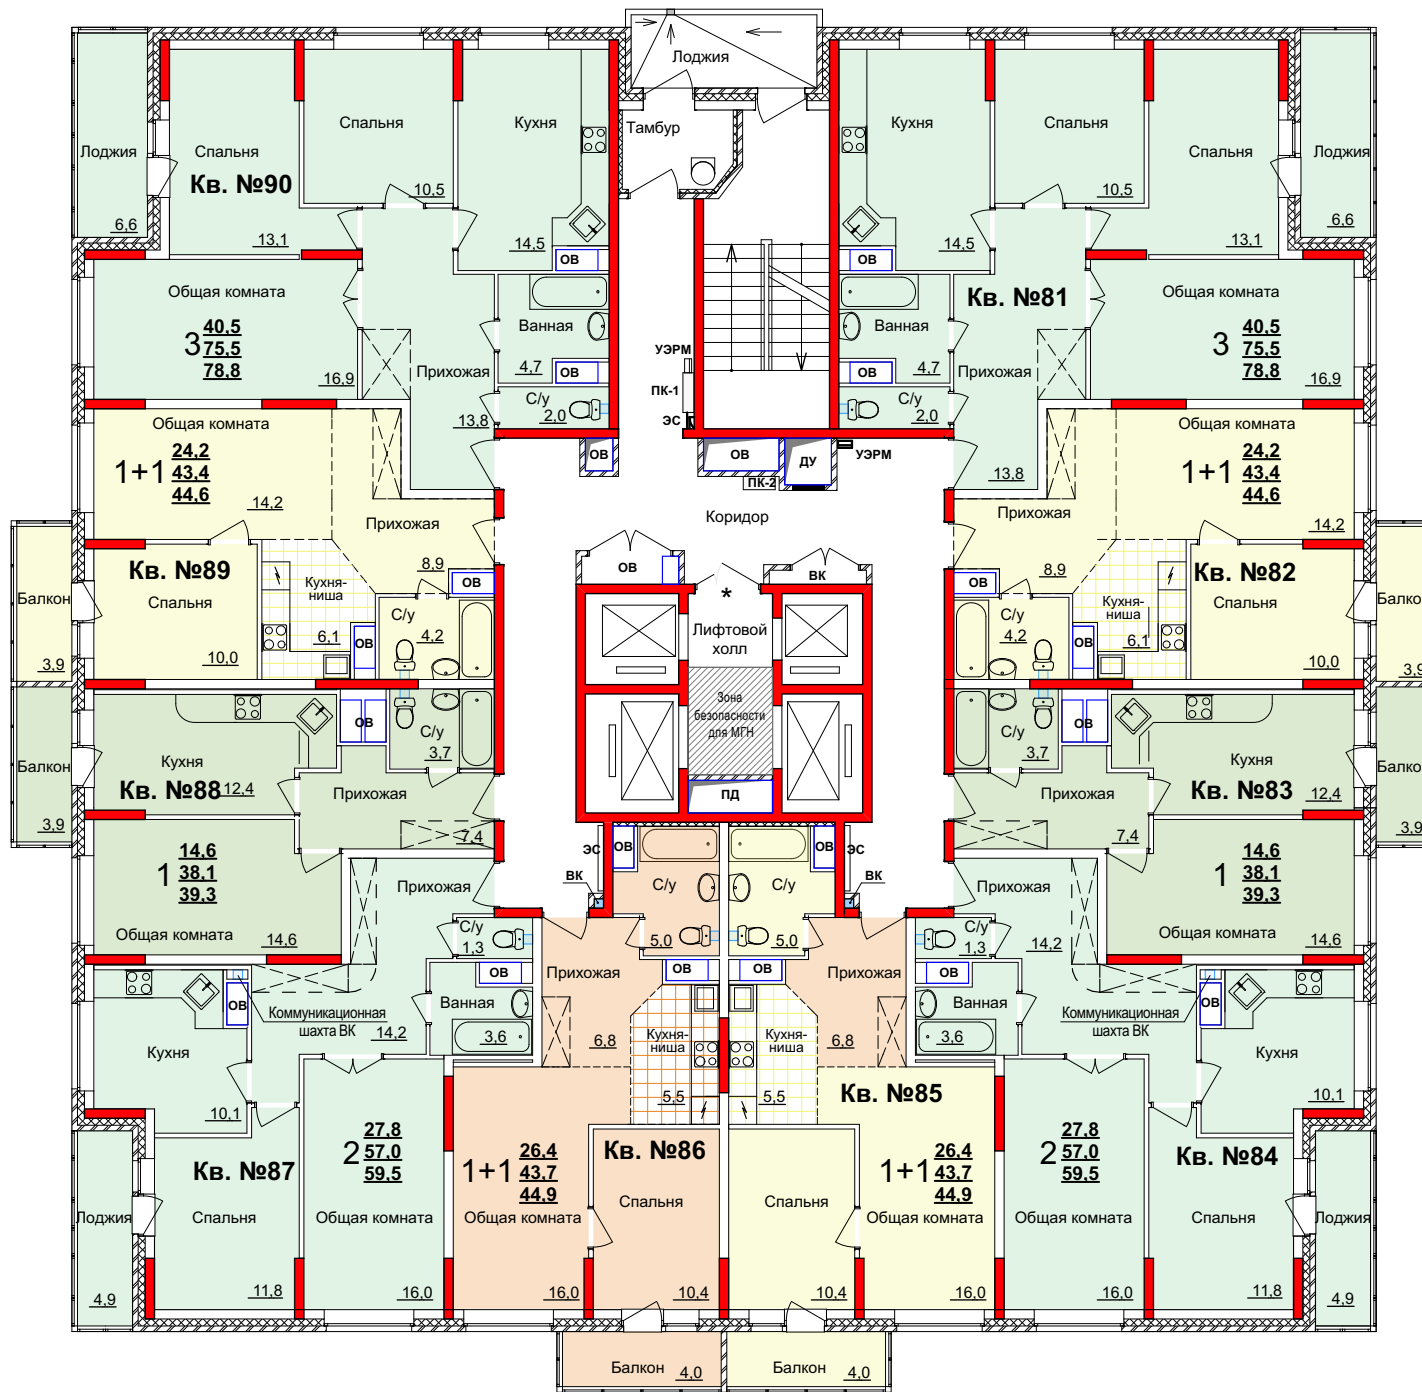 Лоджия
Тамбур
Лоджия
6,6
Спальня
Кв. №90
13,1
Спальня
10,5
Кухня
14,5
ОВ
Общая комната
3
40,5
75,5
78,8
16,9
Прихожая
13,8
Ванная
4,7
ОВ
С/у
2,0
УЭРМ
ПК-1
ЭС
Кухня
14,5
ОВ
Спальня
10,5
Спальня
13,1
Лоджия
6,6
Кв. №81
Общая комната
3
40,5
75,5
78,8
16,9
Ванная
4,7
ОВ
С/у
2,0
Прихожая
13,8
Общая комната
1+1
24,2
43,4
44,6
14,2
Прихожая
8,9
ОВ
Кв. №89
Спальня
10,0
Кухня-
ниша
6,1
ОВ
С/у
4,2
Балкон
3,9
ОВ
ОВ
ДУ
УЭРМ
ПК-2
Коридор
ОВ
ВК
*
Лифтовой
холл
Зона
безопасности
для МГН
ПД
Общая комната
1+1
24,2
43,4
44,6
14,2
Прихожая
8,9
ОВ
Кв. №82
Спальня
10,0
Кухня-
ниша
6,1
ОВ
С/у
4,2
Балко
3,9
Балкон
3,9
Кухня
Кв. №88
12,4
ОВ
С/у
3,7
Прихожая
7,4
1
14,6
38,1
39,3
Общая комната
14,6
С/у
3,7
ОВ
Кухня
Кв. №83
12,4
Балко
3,9
Прихожая
7,4
1
14,6
38,1
39,3
Общая комната
14,6
Прихожая
С/у
1,3
ОВ
Ванная
3,6
Коммуникационная
шахта ВК
14,2
ОВ
Кухня
10,1
Кв. №87
Спальня
11,8
2
27,8
57,0
59,5
Общая комната
16,0
Лоджия
4,9
ЭС
ВК
ОВ
С/у
5,0
Прихожая
6,8
ОВ
Кухня-
ниша
5,5
Кв. №86
1+1
26,4
43,7
44,9
Общая комната
16,0
Спальня
10,4
Балкон
4,0
ОВ
ЭС
ВК
С/у
5,0
ОВ
Прихожая
6,8
Кухня-
ниша
5,5
Кв. №85
1+1
26,4
43,7
44,9
Спальня
10,4
Общая комната
16,0
Балкон
4,0
Прихожая
С/у
1,3
14,2
ОВ
Ванная
3,6
Коммуникационная
шахта ВК
ОВ
Кухня
10,1
2
27,8
57,0
59,5
Общая комната
16,0
Кв. №84
Спальня
11,8
Лоджия
4,9